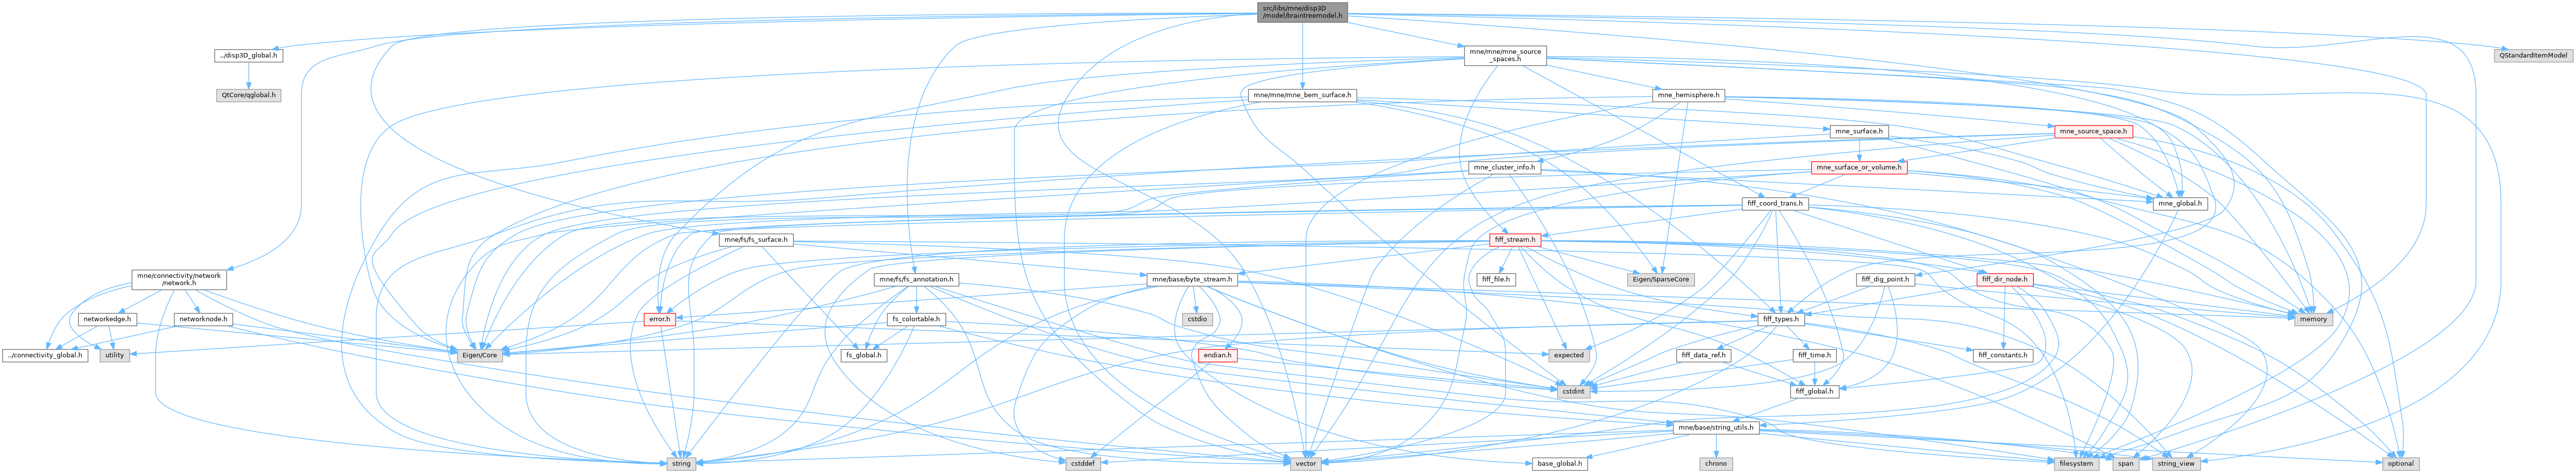 src/libs/mne/disp3D
/model/braintreemodel.h
../disp3D_global.h
mne/mne/mne_source
_spaces.h
QStandardItemModel
QtCore/qglobal.h
mne/mne/mne_bem_surface.h
mne_hemisphere.h
mne_surface.h
mne_source_space.h
mne_cluster_info.h
mne_surface_or_volume.h
fiff_coord_trans.h
mne_global.h
mne/fs/fs_surface.h
fiff_stream.h
mne/connectivity/network
/network.h
mne/fs/fs_annotation.h
mne/base/byte_stream.h
fiff_file.h
Eigen/SparseCore
fiff_dig_point.h
fiff_dir_node.h
networkedge.h
networknode.h
error.h
fs_colortable.h
cstdio
fiff_types.h
memory
../connectivity_global.h
utility
Eigen/Core
fs_global.h
expected
endian.h
fiff_data_ref.h
fiff_time.h
fiff_constants.h
cstdint
fiff_global.h
mne/base/string_utils.h
string
cstddef
vector
base_global.h
chrono
filesystem
span
string_view
optional